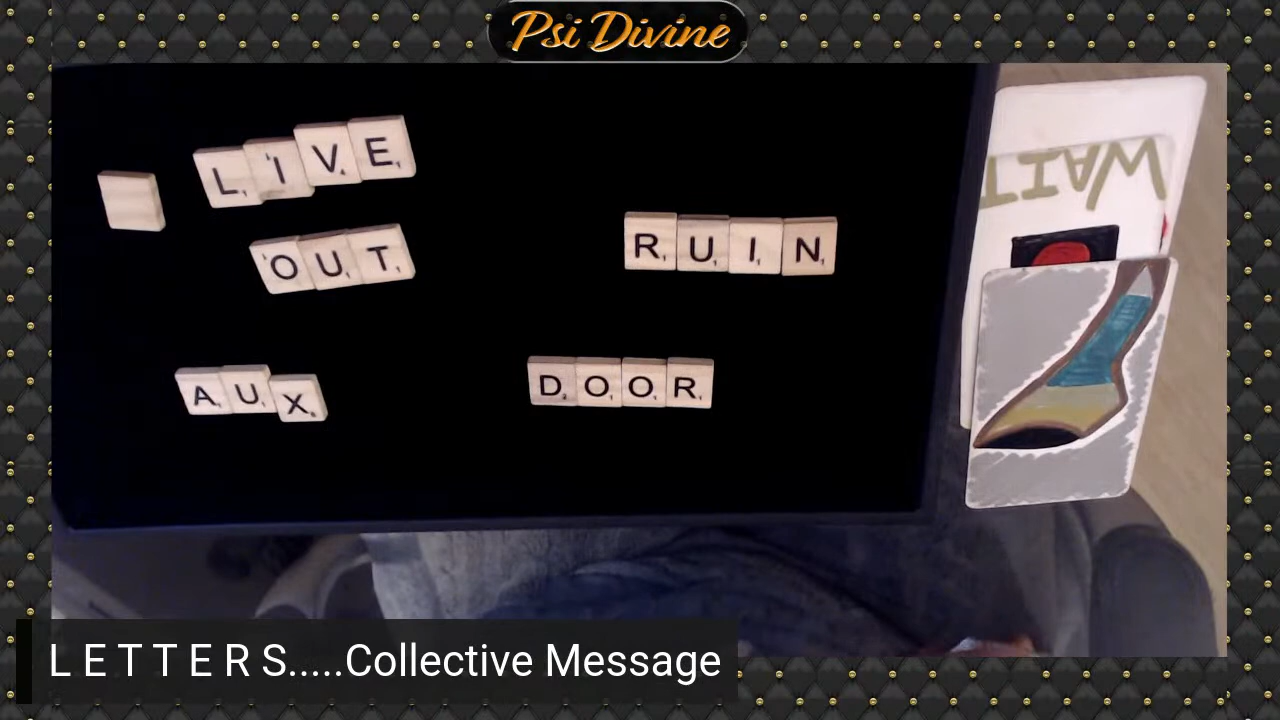 Psi Divine
LIVE
OUT
RUIN
AUX
DOOR
WAIT
L E T T E R S.....Collective Message